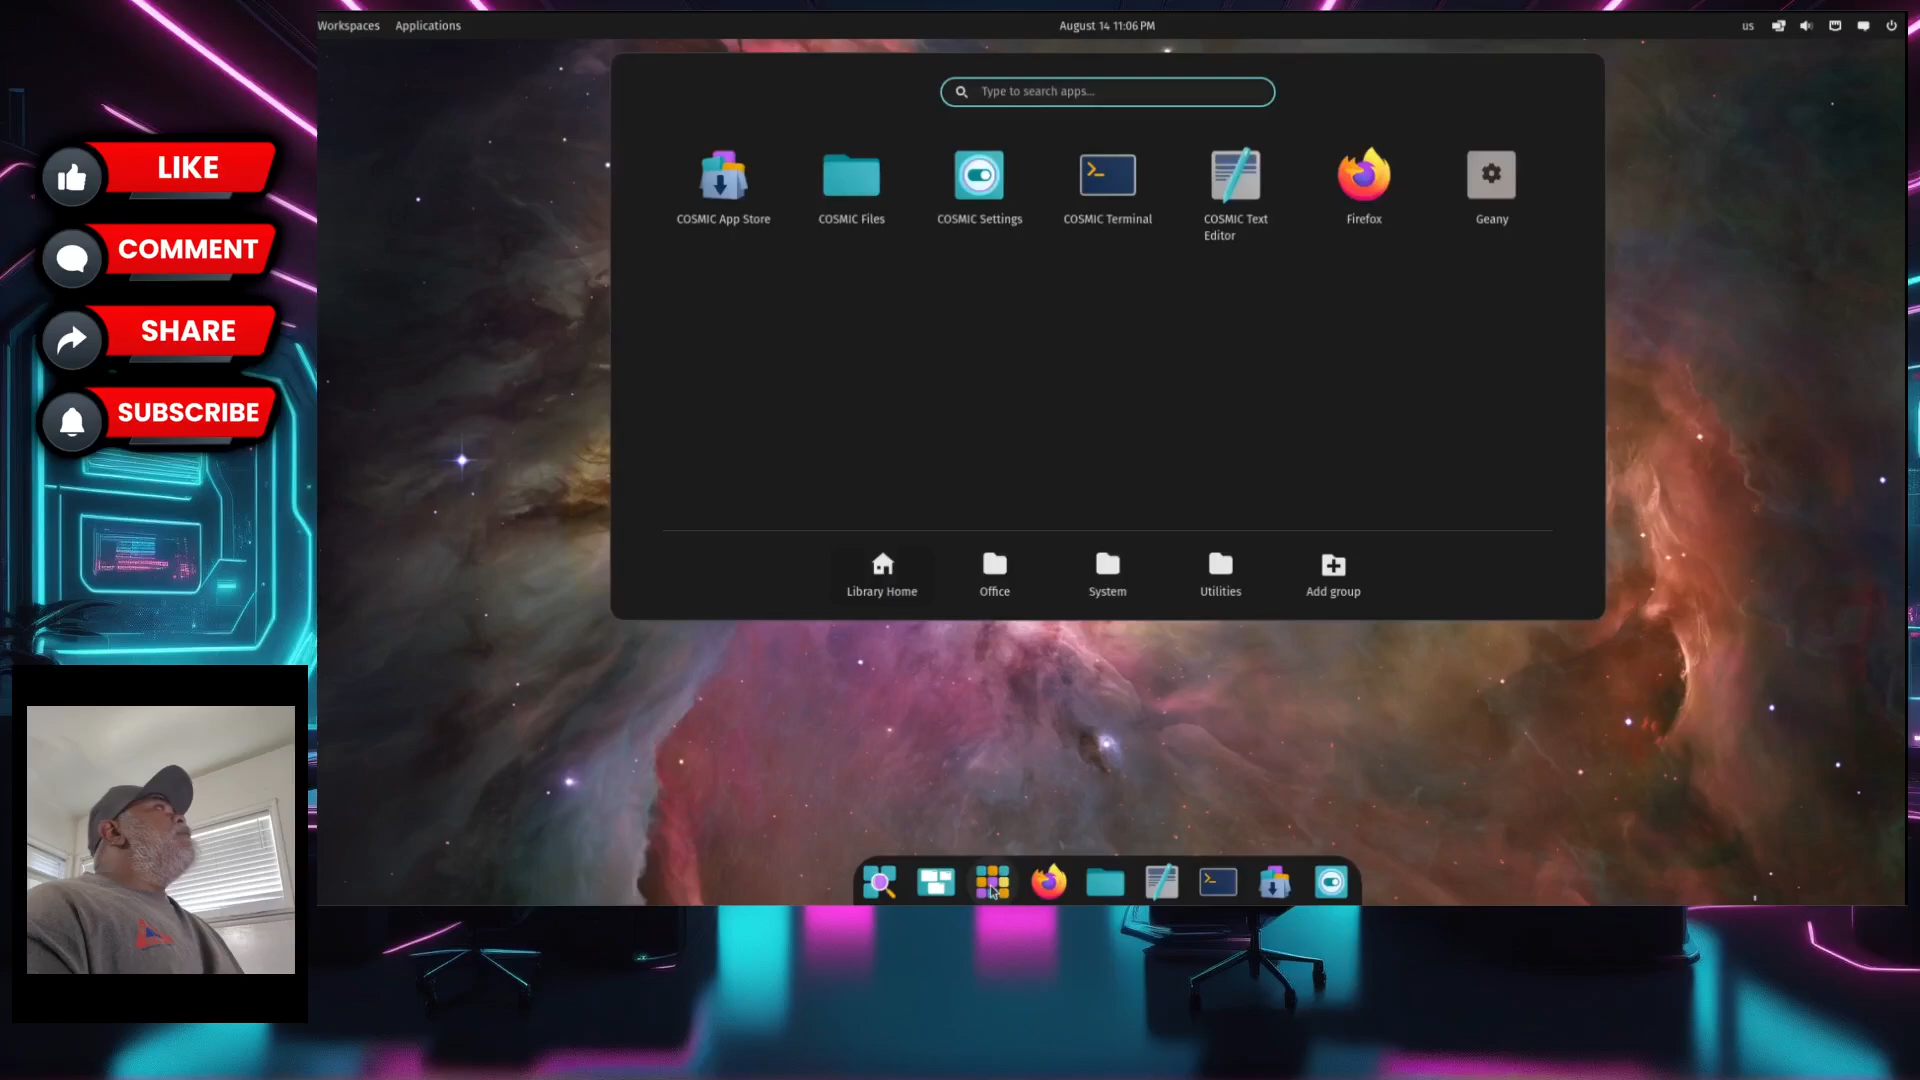 Workspaces Applications August 14 11:06 PM us
Type to search apps...
COSMIC App Store COSMIC Files COSMIC Settings COSMIC Terminal COSMIC Text Editor Firefox Geany
Library Home Office System Utilities Add group
LIKE
COMMENT
SHARE
SUBSCRIBE